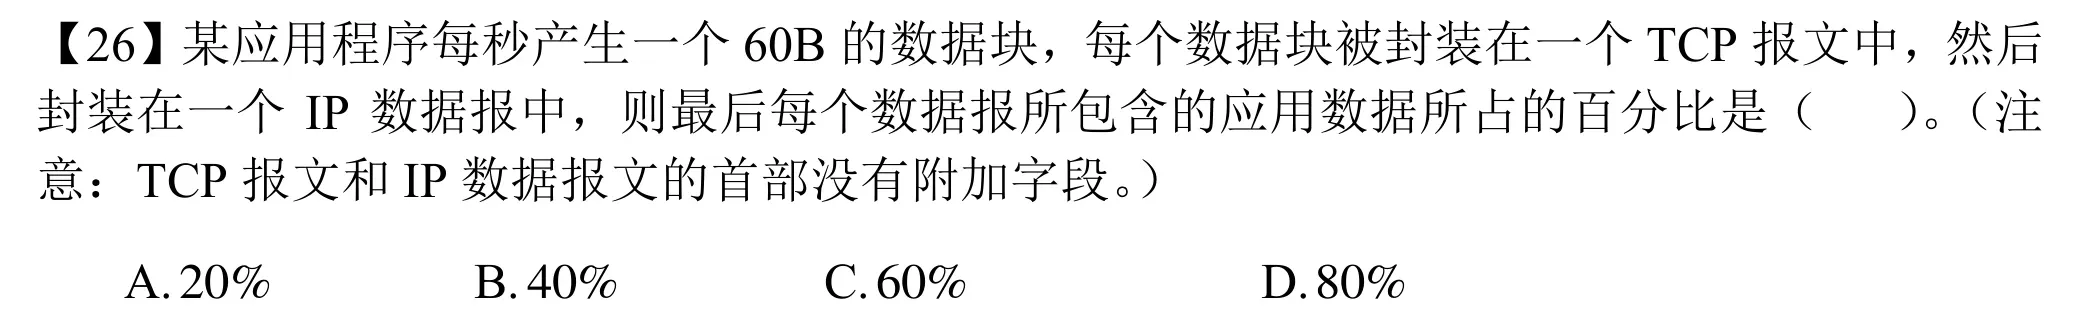 【26】某应用程序每秒产生一个 60B 的数据块，每个数据块被封装在一个 TCP 报文中，然后
封装在一个 IP 数据报中，则最后每个数据报所包含的应用数据所占的百分比是（　　）。（注
意：TCP 报文和 IP 数据报文的首部没有附加字段。）
A. 20%　　B. 40%　　C. 60%　　D. 80%